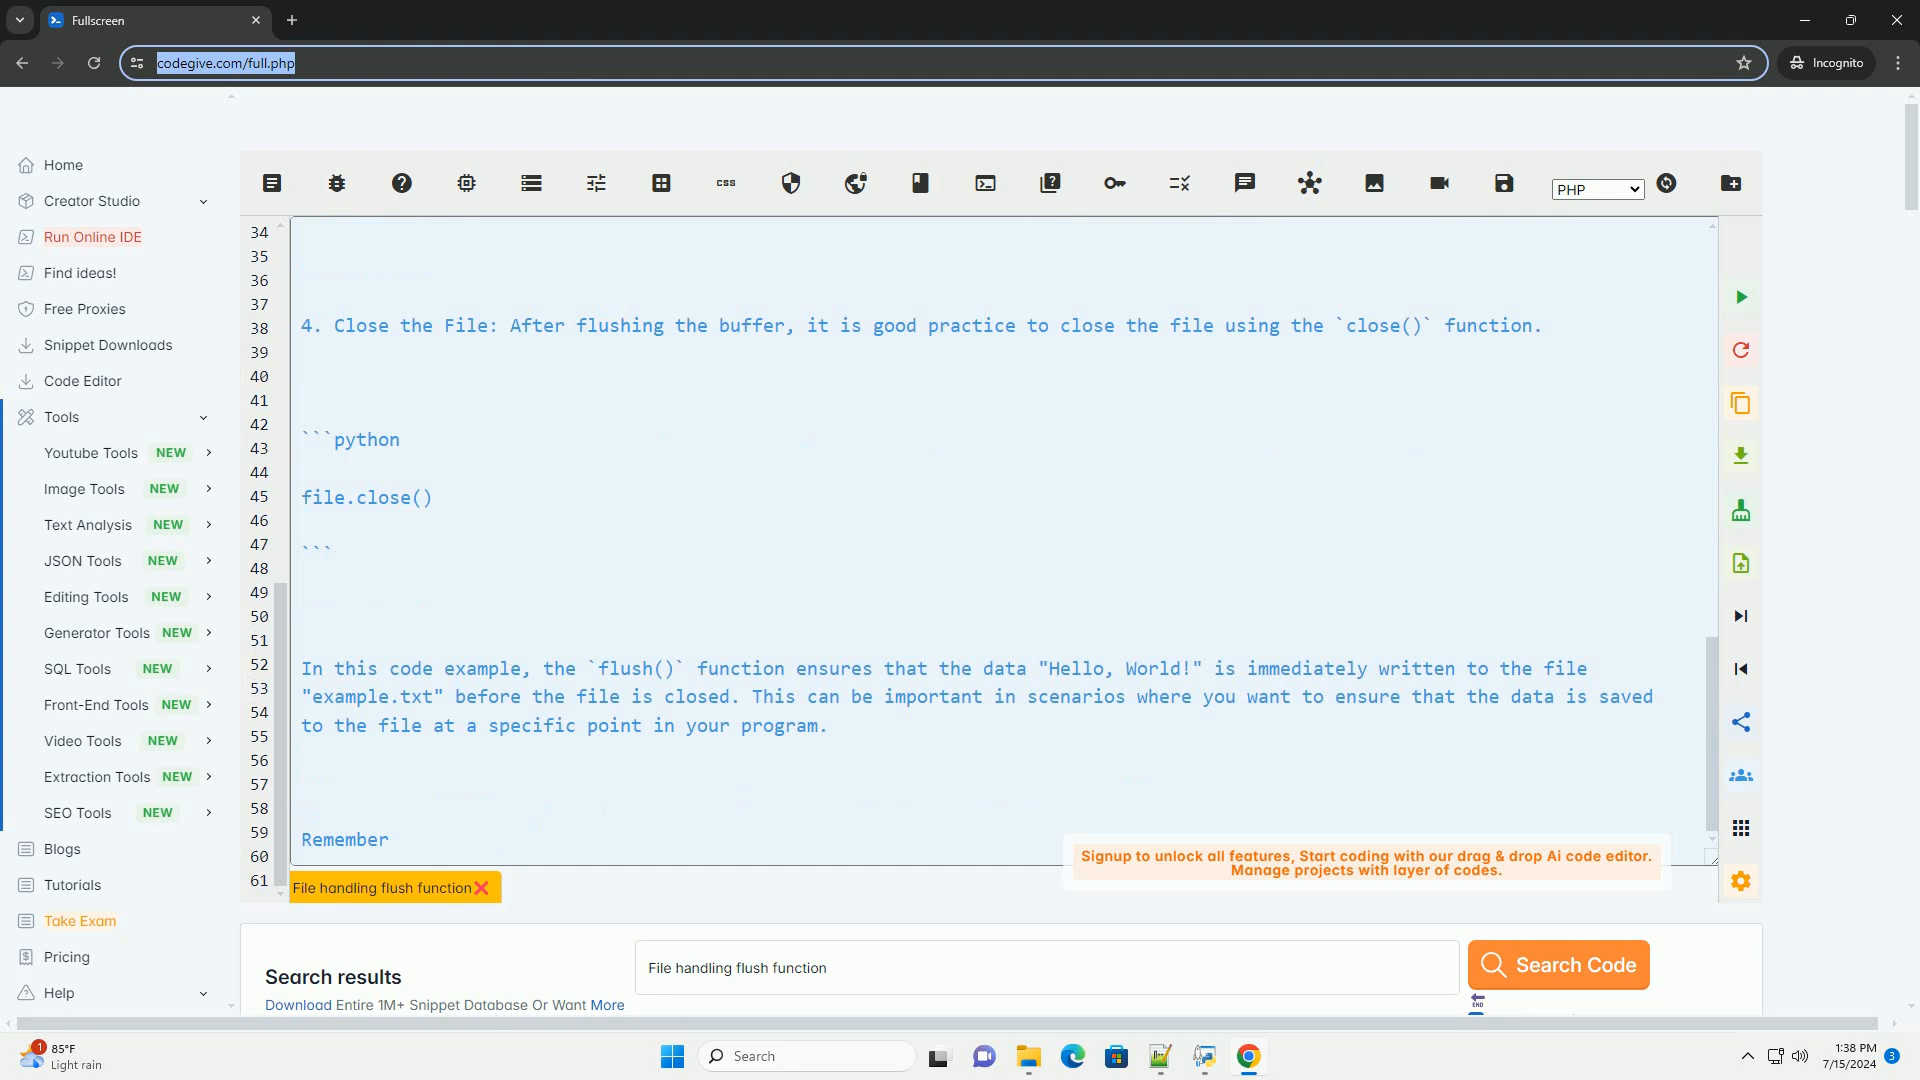 Fullscreen
codegive.com/full.php
Incognito
Home
Creator Studio
Run Online IDE
Find ideas!
Free Proxies
Snippet Downloads
Code Editor
Tools
Youtube Tools NEW
Image Tools NEW
Text Analysis NEW
JSON Tools NEW
Editing Tools NEW
Generator Tools NEW
SQL Tools NEW
Front-End Tools NEW
Video Tools NEW
Extraction Tools NEW
SEO Tools NEW
Blogs
Tutorials
Take Exam
Pricing
Help
css
PHP
34
35
36
37
38
39
40
41
42
43
44
45
46
47
48
49
50
51
52
53
54
55
56
57
58
59
60
61
4. Close the File: After flushing the buffer, it is good practice to close the file using the `close()` function.
```python
file.close()
```
In this code example, the `flush()` function ensures that the data "Hello, World!" is immediately written to the file
"example.txt" before the file is closed. This can be important in scenarios where you want to ensure that the data is saved
to the file at a specific point in your program.
Remember
Signup to unlock all features, Start coding with our drag & drop Ai code editor.
Manage projects with layer of codes.
File handling flush function
Search results
Download Entire 1M+ Snippet Database Or Want More
File handling flush function
Search Code
END
1
85°F
Light rain
Search
1:38 PM
7/15/2024
3